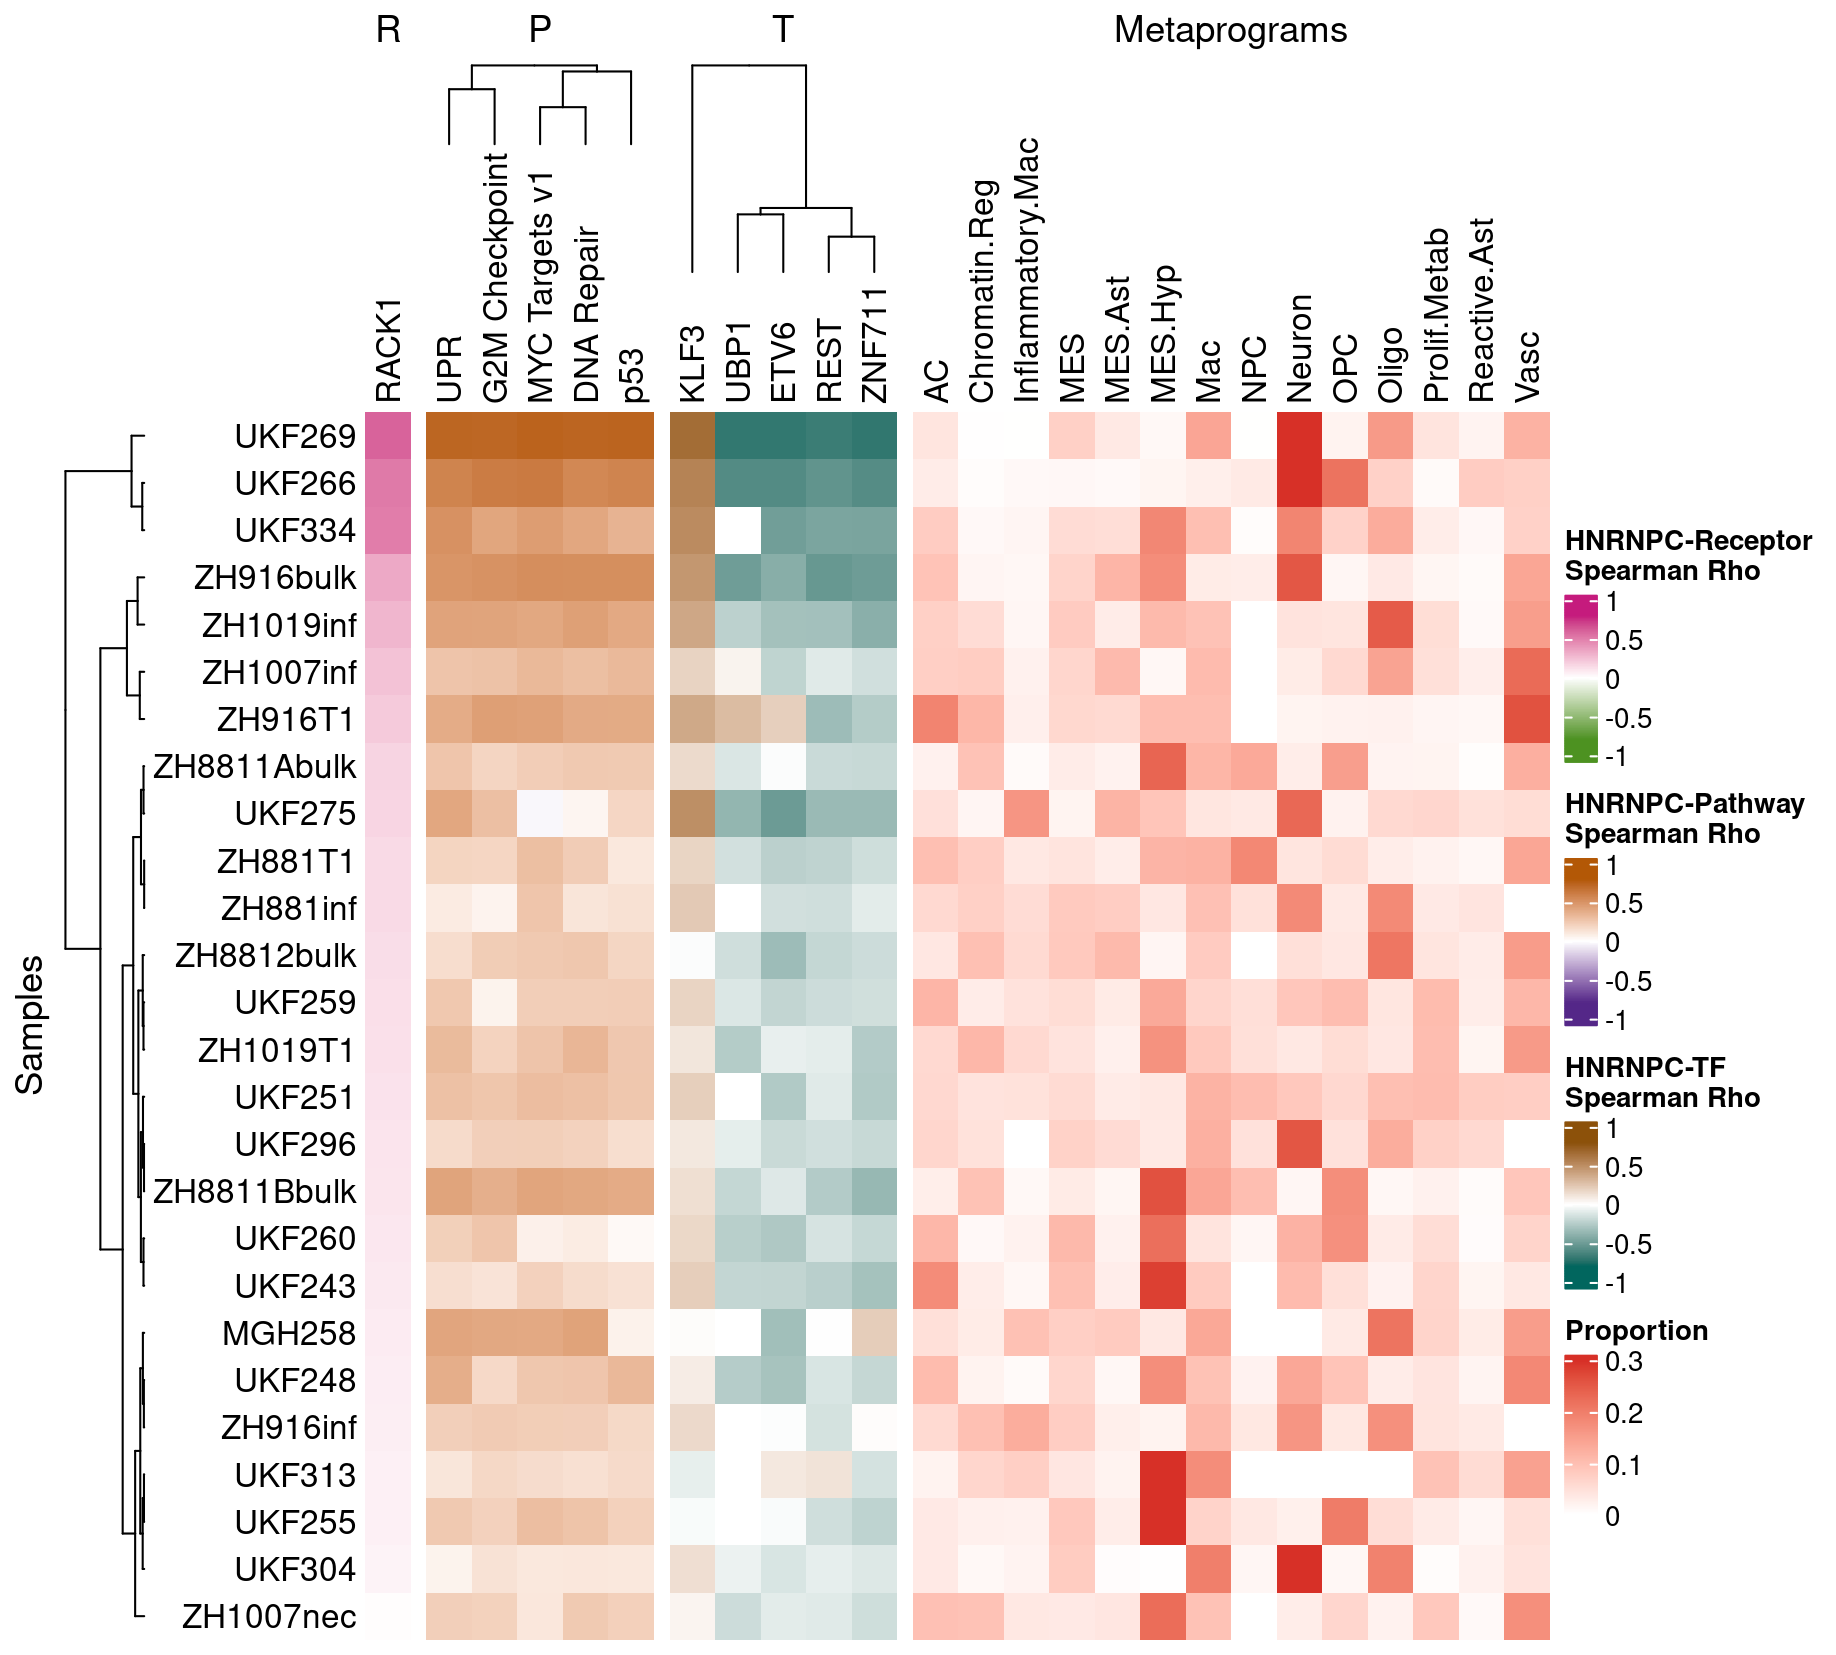 R P T Metaprograms
RACK1 UPR G2M Checkpoint MYC Targets v1 DNA Repair p53 KLF3 UBP1 ETV6 REST ZNF711 AC Chromatin.Reg Inflammatory.Mac MES MES.Ast MES.Hyp Mac NPC Neuron OPC Oligo Prolif.Metab Reactive.Ast Vasc
Samples
UKF269
UKF266
UKF334
ZH916bulk
ZH1019inf
ZH1007inf
ZH916T1
ZH8811Abulk
UKF275
ZH881T1
ZH881inf
ZH8812bulk
UKF259
ZH1019T1
UKF251
UKF296
ZH8811Bbulk
UKF260
UKF243
MGH258
UKF248
ZH916inf
UKF313
UKF255
UKF304
ZH1007nec
HNRNPC-Receptor
Spearman Rho
1
0.5
0
-0.5
-1
HNRNPC-Pathway
Spearman Rho
1
0.5
0
-0.5
-1
HNRNPC-TF
Spearman Rho
1
0.5
0
-0.5
-1
Proportion
0.3
0.2
0.1
0